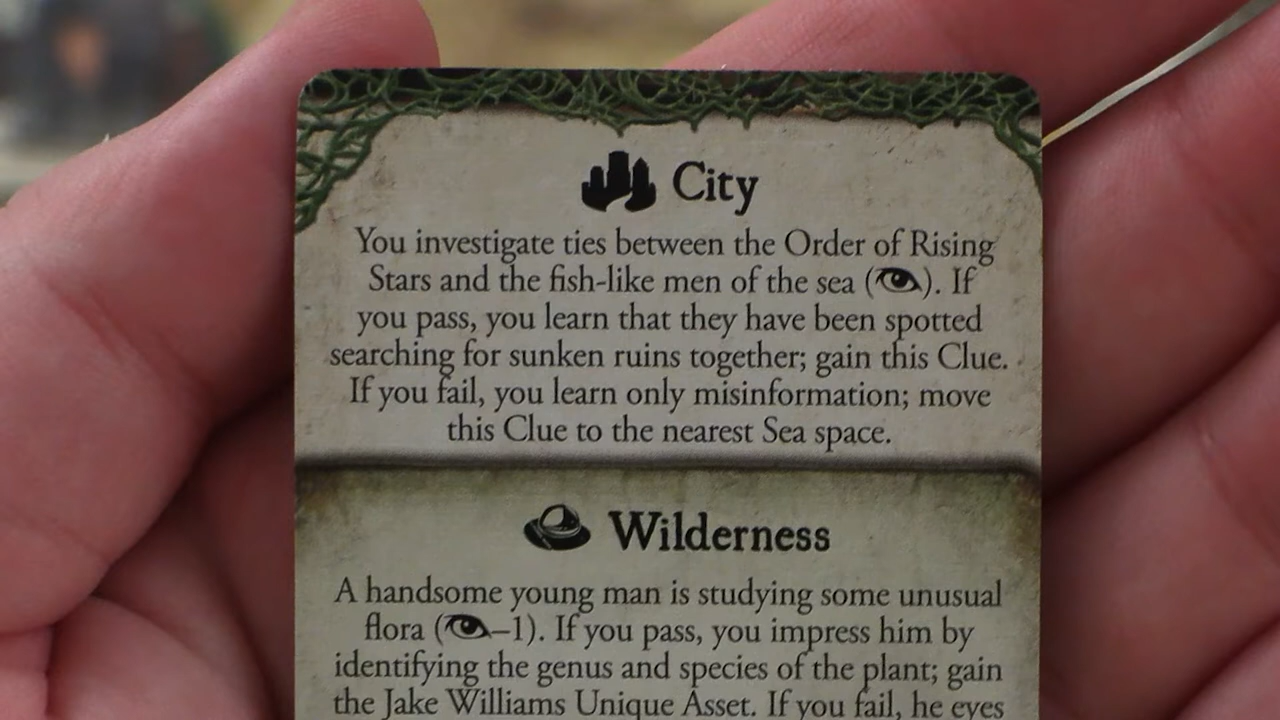 City
You investigate ties between the Order of Rising
Stars and the fish-like men of the sea (). If
you pass, you learn that they have been spotted
searching for sunken ruins together; gain this Clue.
If you fail, you learn only misinformation; move
this Clue to the nearest Sea space.
Wilderness
A handsome young man is studying some unusual
flora (–1). If you pass, you impress him by
identifying the genus and species of the plant; gain
the Jake Williams Unique Asset. If you fail, he eyes